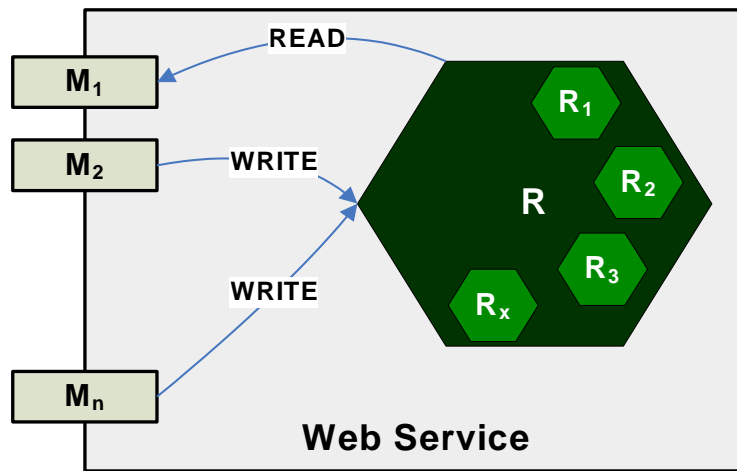 READ
M₁
R₁
M₂
WRITE
R₂
R
R₃
WRITE
Rₓ
Mₙ
Web Service